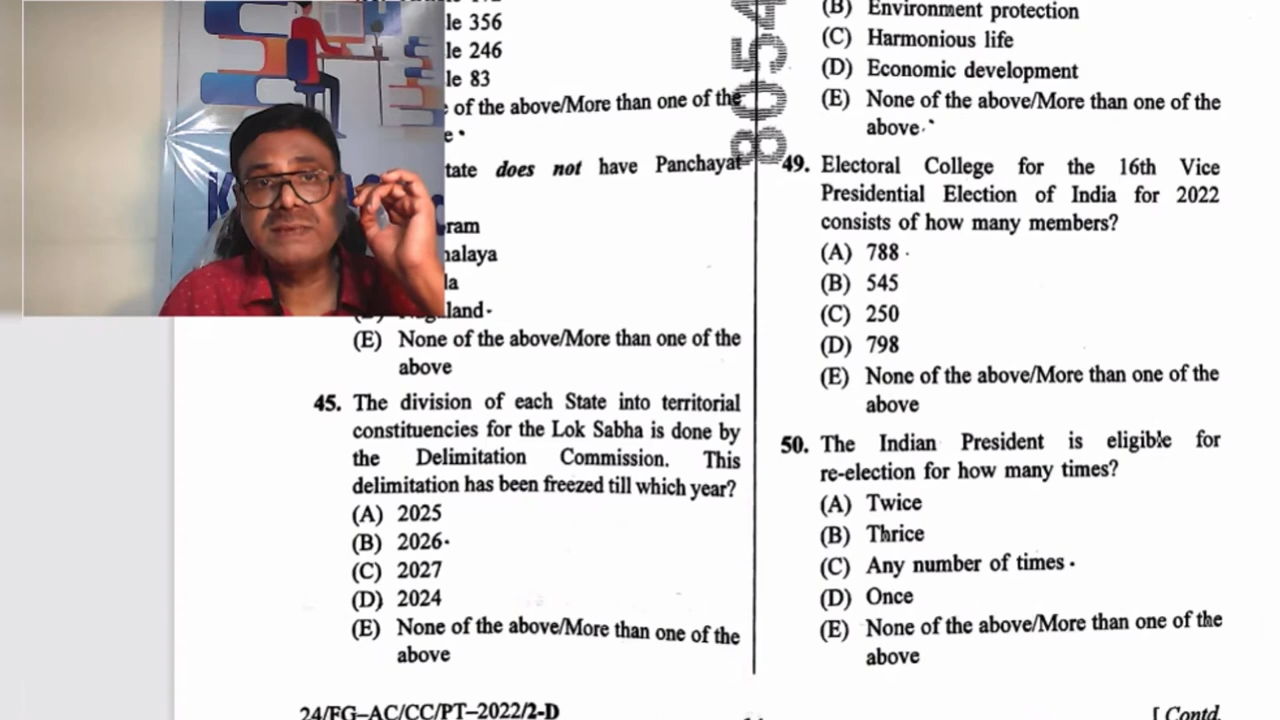 le 356
le 246
le 83
of the above/More than one of the
tate does not have Panchayat
ram
alaya
la
land
(E) None of the above/More than one of the
above
45. The division of each State into territorial
constituencies for the Lok Sabha is done by
the Delimitation Commission. This
delimitation has been freezed till which year?
(A) 2025
(B) 2026
(C) 2027
(D) 2024
(E) None of the above/More than one of the
above
24/FG–AC/CC/PT–2022/2-D
8054
(B) Environment protection
(C) Harmonious life
(D) Economic development
(E) None of the above/More than one of the
above
49. Electoral College for the 16th Vice
Presidential Election of India for 2022
consists of how many members?
(A) 788
(B) 545
(C) 250
(D) 798
(E) None of the above/More than one of the
above
50. The Indian President is eligible for
re-election for how many times?
(A) Twice
(B) Thrice
(C) Any number of times
(D) Once
(E) None of the above/More than one of the
above
[ Contd.